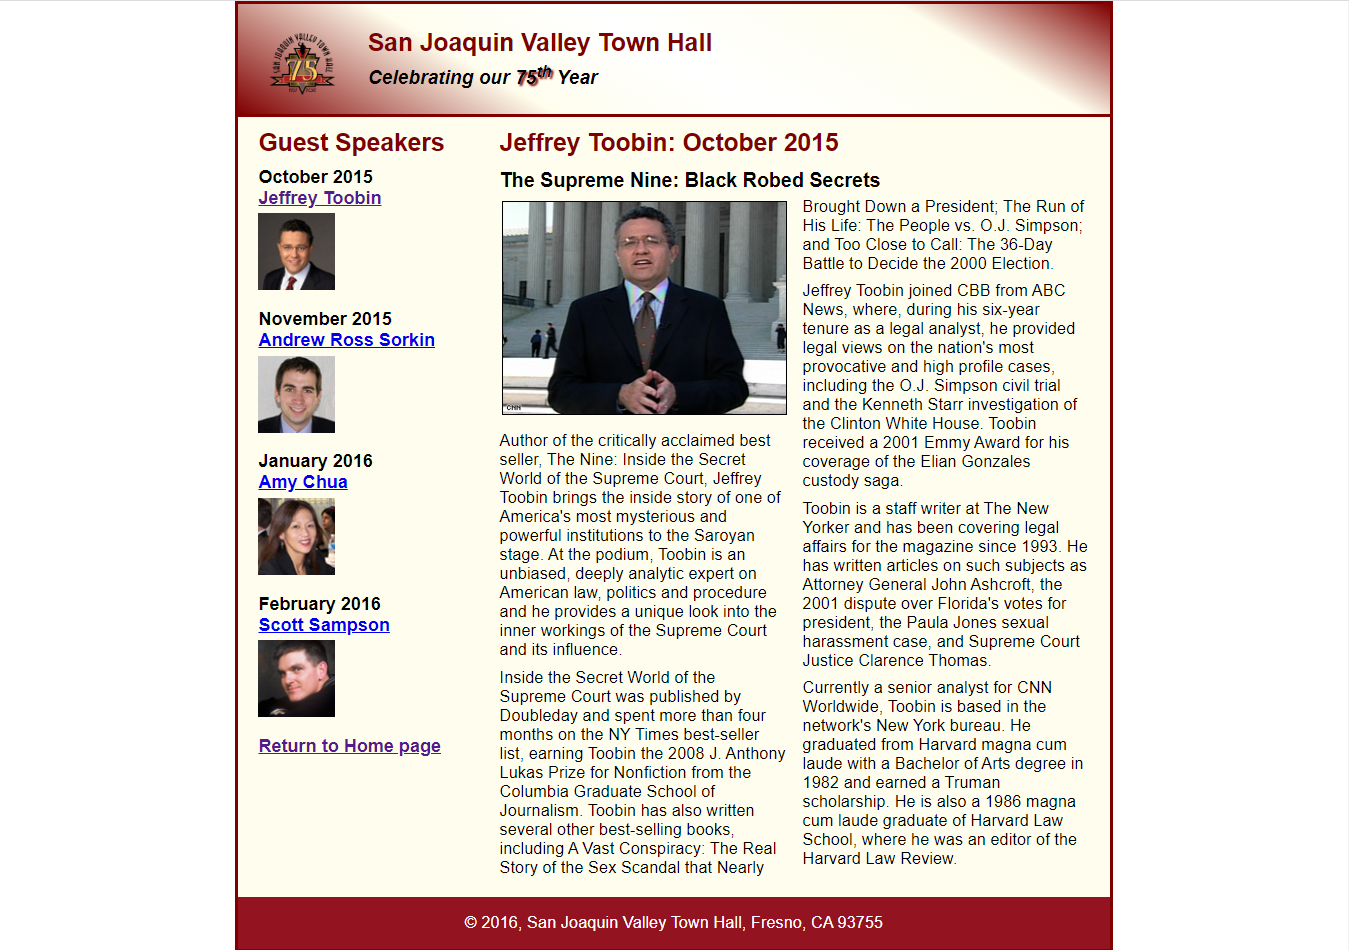 SAN JOAQUIN VALLEY TOWN HALL
75
San Joaquin Valley Town Hall
Celebrating our 75th Year
Guest Speakers
October 2015
Jeffrey Toobin
November 2015
Andrew Ross Sorkin
January 2016
Amy Chua
February 2016
Scott Sampson
Return to Home page
Jeffrey Toobin: October 2015
The Supreme Nine: Black Robed Secrets
CNN
Author of the critically acclaimed best
seller, The Nine: Inside the Secret
World of the Supreme Court, Jeffrey
Toobin brings the inside story of one of
America's most mysterious and
powerful institutions to the Saroyan
stage. At the podium, Toobin is an
unbiased, deeply analytic expert on
American law, politics and procedure
and he provides a unique look into the
inner workings of the Supreme Court
and its influence.
Inside the Secret World of the
Supreme Court was published by
Doubleday and spent more than four
months on the NY Times best-seller
list, earning Toobin the 2008 J. Anthony
Lukas Prize for Nonfiction from the
Columbia Graduate School of
Journalism. Toobin has also written
several other best-selling books,
including A Vast Conspiracy: The Real
Story of the Sex Scandal that Nearly
Brought Down a President; The Run of
His Life: The People vs. O.J. Simpson;
and Too Close to Call: The 36-Day
Battle to Decide the 2000 Election.
Jeffrey Toobin joined CBB from ABC
News, where, during his six-year
tenure as a legal analyst, he provided
legal views on the nation's most
provocative and high profile cases,
including the O.J. Simpson civil trial
and the Kenneth Starr investigation of
the Clinton White House. Toobin
received a 2001 Emmy Award for his
coverage of the Elian Gonzales
custody saga.
Toobin is a staff writer at The New
Yorker and has been covering legal
affairs for the magazine since 1993. He
has written articles on such subjects as
Attorney General John Ashcroft, the
2001 dispute over Florida's votes for
president, the Paula Jones sexual
harassment case, and Supreme Court
Justice Clarence Thomas.
Currently a senior analyst for CNN
Worldwide, Toobin is based in the
network's New York bureau. He
graduated from Harvard magna cum
laude with a Bachelor of Arts degree in
1982 and earned a Truman
scholarship. He is also a 1986 magna
cum laude graduate of Harvard Law
School, where he was an editor of the
Harvard Law Review.
© 2016, San Joaquin Valley Town Hall, Fresno, CA 93755